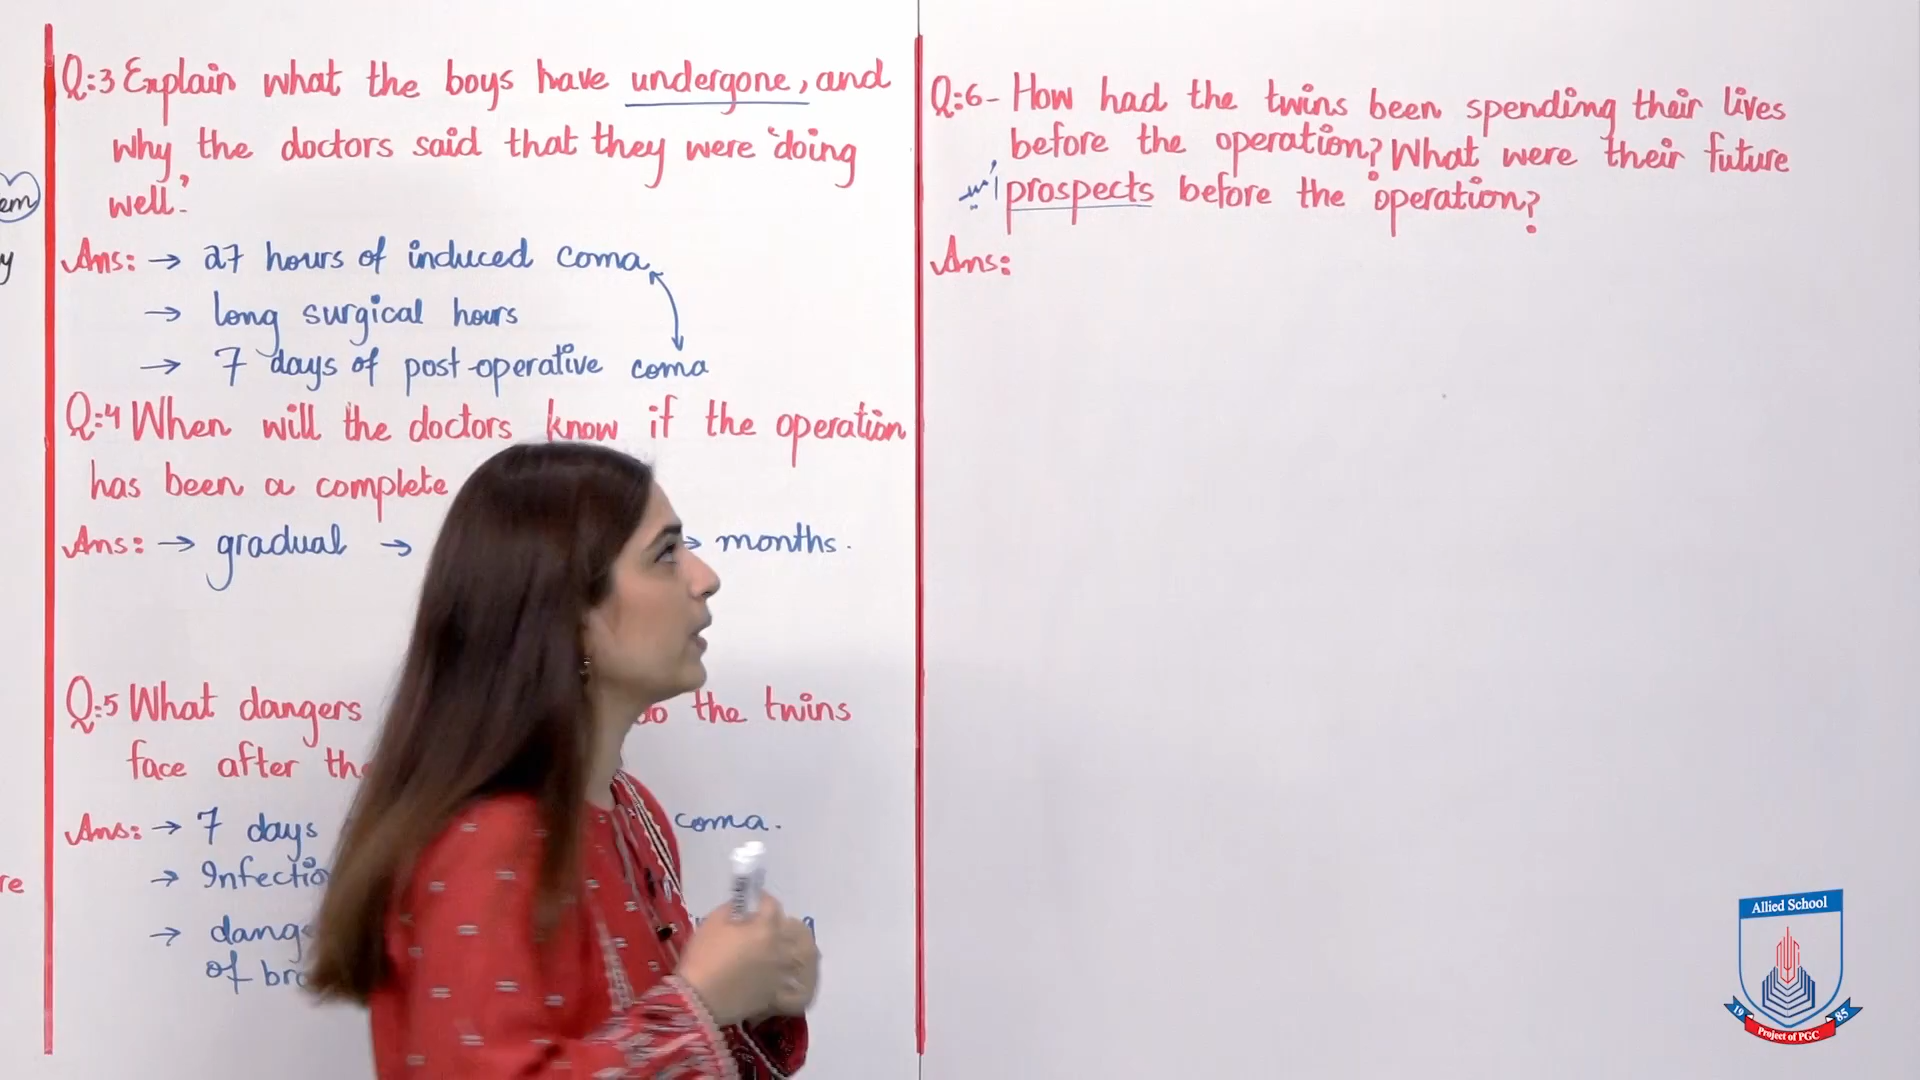 em
y
re
Q:3 Explain what the boys have undergone, and
why the doctors said that they were 'doing
well.'
Ans: → 27 hours of induced coma
→ long surgical hours
→ 7 days of post-operative coma
Q:4 When will the doctors know if the operation
has been a complete
Ans: → gradual → → months.
Q:5 What dangers do the twins
face after the
Ans: → 7 days coma.
→ Infectio
→ dange
of bra
Q:6- How had the twins been spending their lives
before the operation? What were their future
امید prospects before the operation?
Ans:
Allied School
1985
Project of PGC